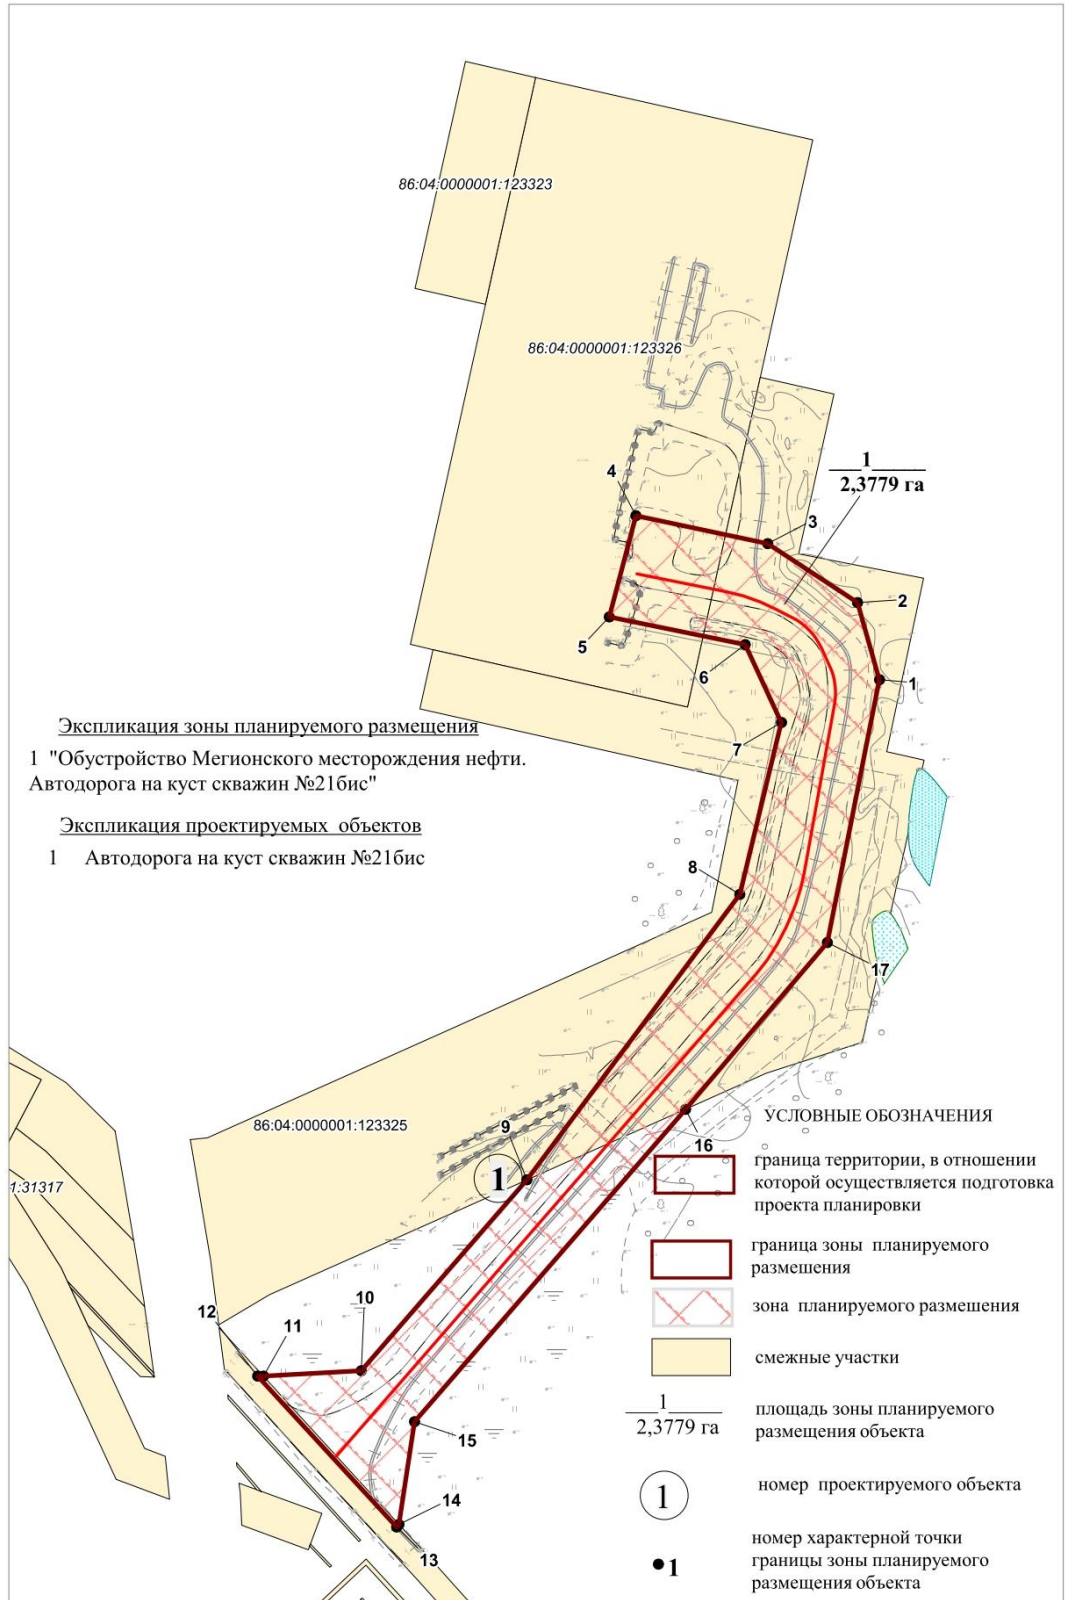 86:04:0000001:123323
86:04:0000001:123326
4
1
2,3779 га
3
2
5
6
1
7
Экспликация зоны планируемого размещения
1 "Обустройство Мегионского месторождения нефти.
Автодорога на куст скважин №21бис"
Экспликация проектируемых объектов
1 Автодорога на куст скважин №21бис
8
17
86:04:0000001:123325
9
1
16
1:31317
12
11
10
15
14
13
УСЛОВНЫЕ ОБОЗНАЧЕНИЯ
граница территории, в отношении
которой осуществляется подготовка
проекта планировки
граница зоны планируемого
размешения
зона планируемого размешения
смежные участки
1
2,3779 га
площадь зоны планируемого
размещения объекта
1
номер проектируемого объекта
1
номер характерной точки
границы зоны планируемого
размещения объекта